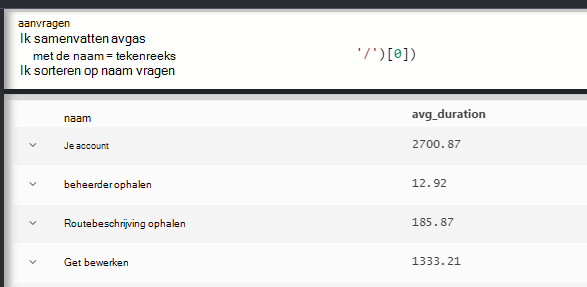 aanvragen
Ik samenvatten avgas
met de naam = tekenreeks '/')[0])
Ik sorteren op naam vragen
naam avg_duration
Je account 2700.87
beheerder ophalen 12.92
Routebeschrijving ophalen 185.87
Get bewerken 1333.21